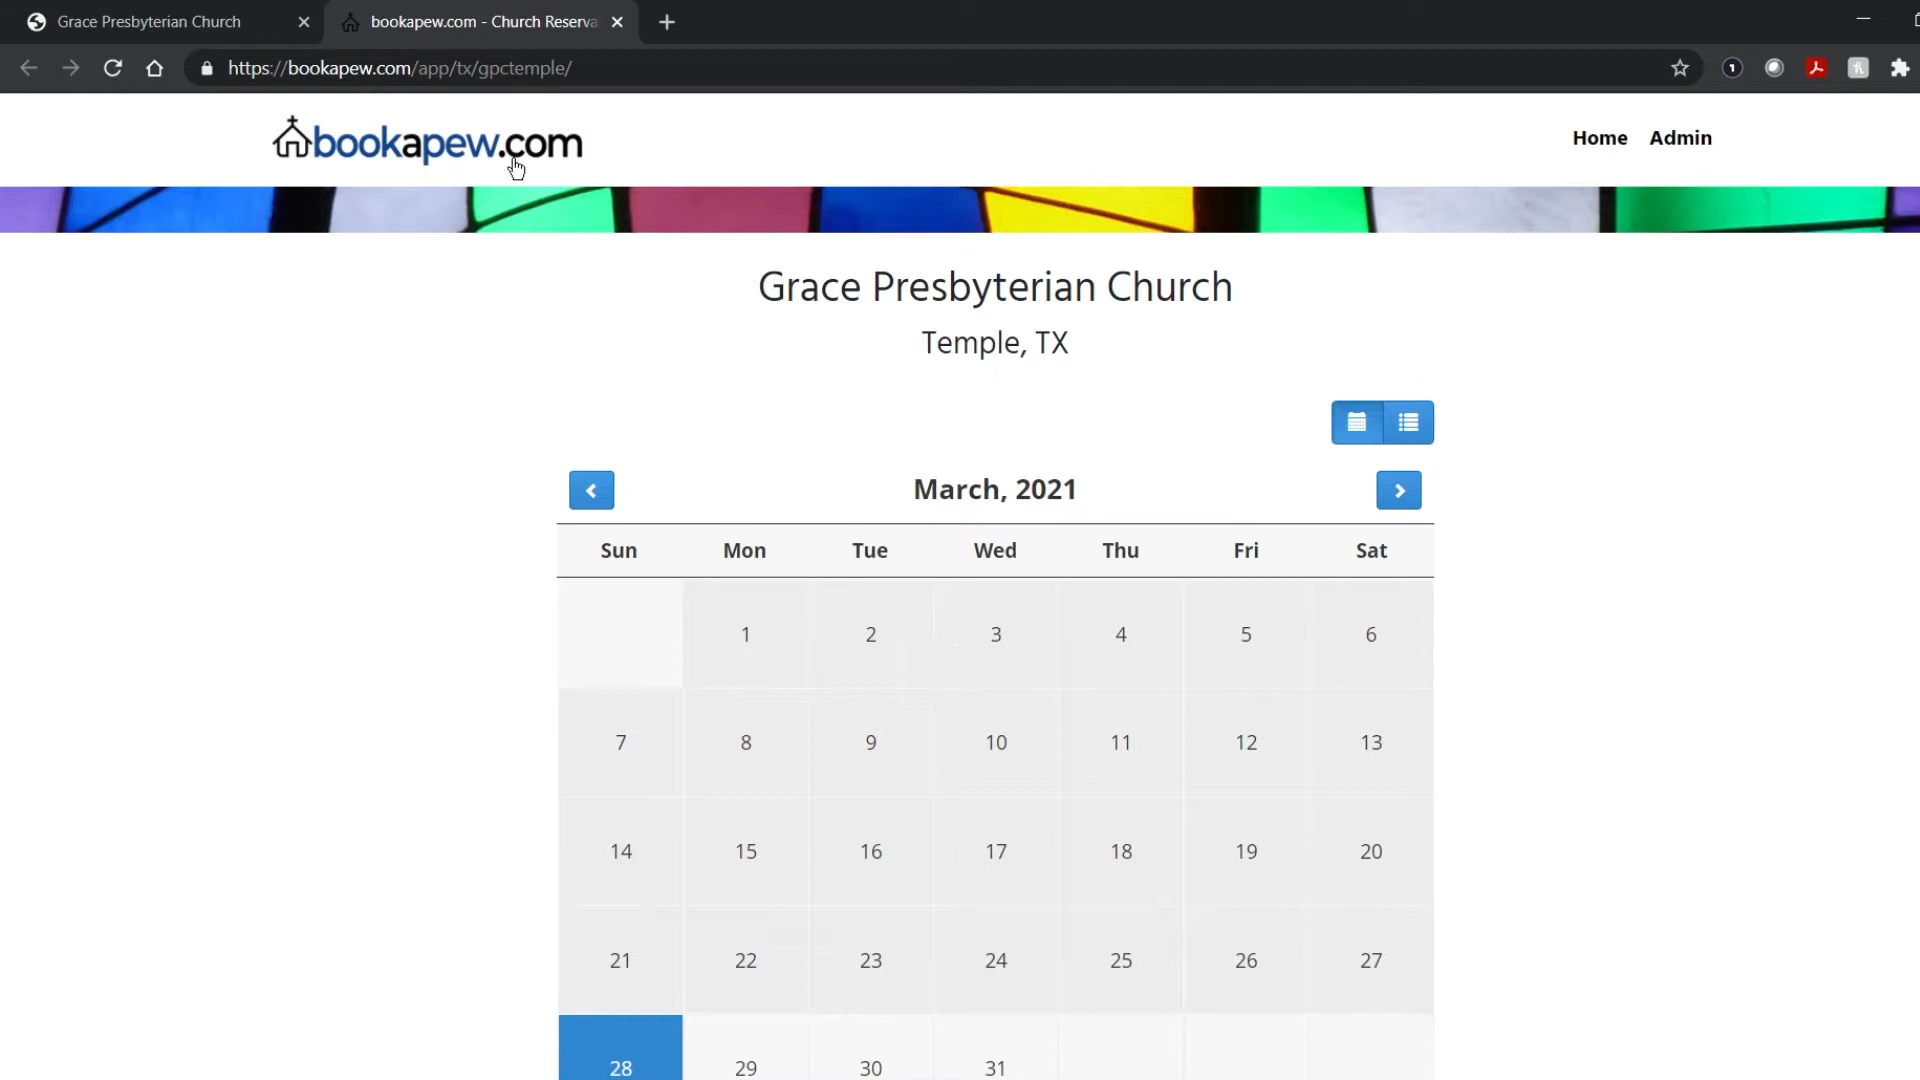 Grace Presbyterian Church
bookapew.com - Church Reserva
https://bookapew.com/app/tx/gpctemple/
bookapew.com
Home Admin
Grace Presbyterian Church
Temple, TX
March, 2021
Sun Mon Tue Wed Thu Fri Sat
1 2 3 4 5 6
7 8 9 10 11 12 13
14 15 16 17 18 19 20
21 22 23 24 25 26 27
28 29 30 31